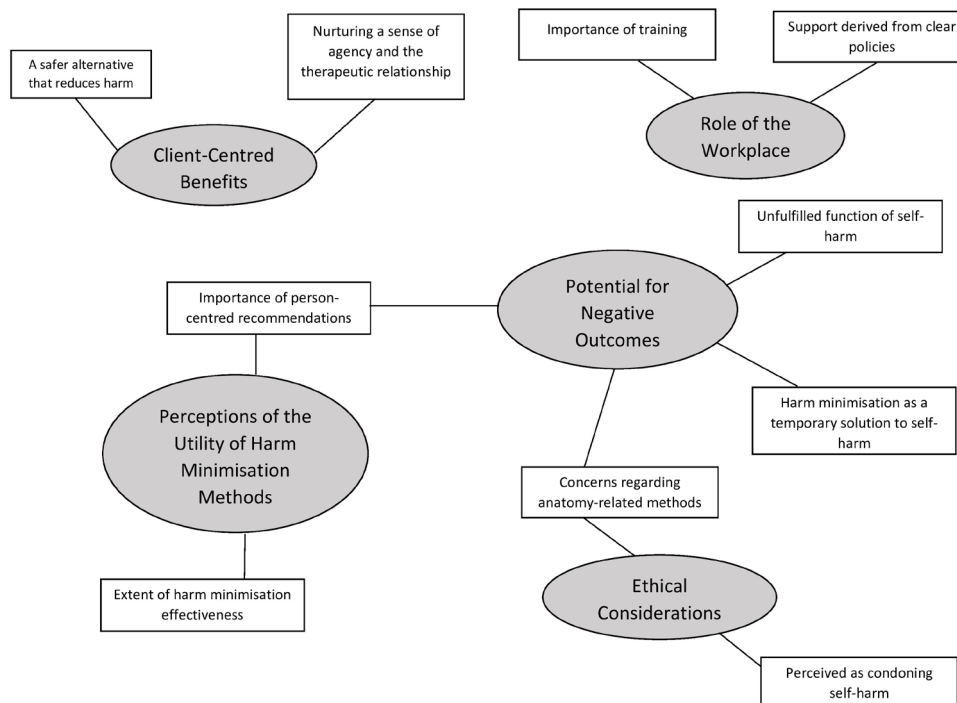 Nurturing a sense of
agency and the
therapeutic relationship
A safer alternative
that reduces harm
Client-Centred
Benefits
Importance of training
Support derived from clear
policies
Role of the
Workplace
Unfulfilled function of self-
harm
Potential for
Negative
Outcomes
Importance of person-
centred recommendations
Perceptions of the
Utility of Harm
Minimisation
Methods
Harm minimisation as a
temporary solution to self-
harm
Concerns regarding
anatomy-related methods
Extent of harm minimisation
effectiveness
Ethical
Considerations
Perceived as condoning
self-harm